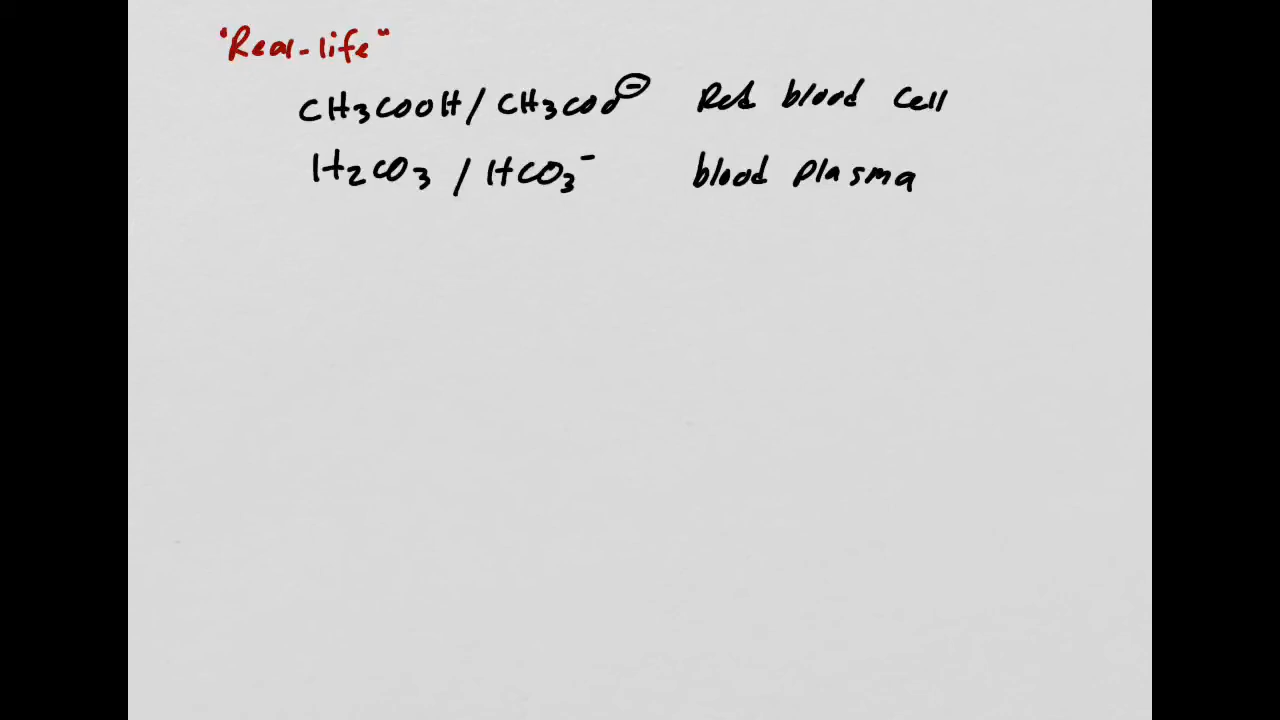 "Real-life"
CH3COOH / CH3COO⊖ Red blood cell
H2CO3 / HCO3⁻ blood plasma